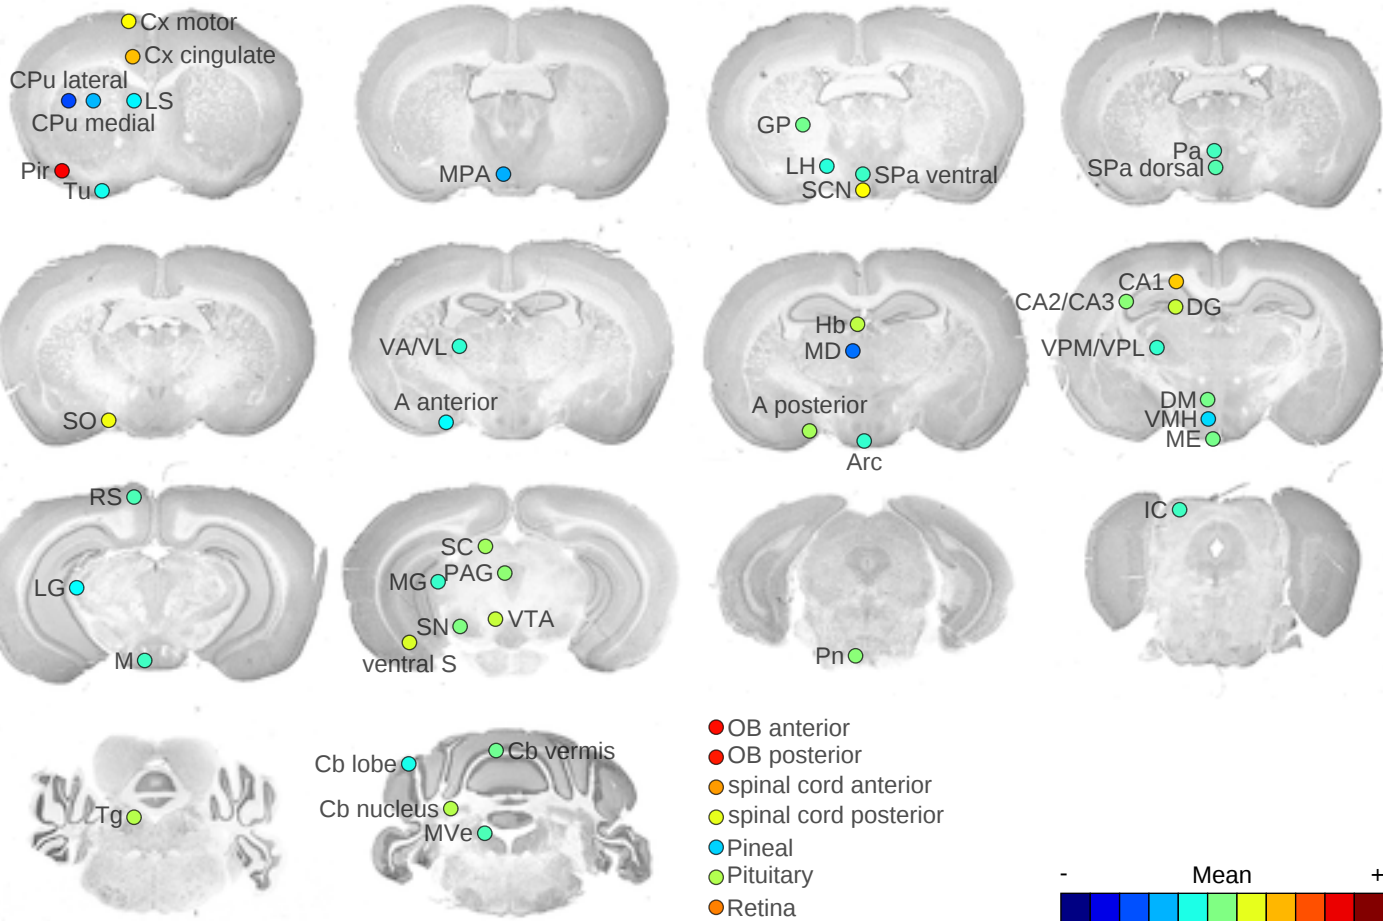 Cx motor
Cx cingulate
CPu lateral
LS
CPu medial
Pir
Tu
MPA
GP
LH
SPa ventral
SCN
Pa
SPa dorsal
SO
VA/VL
A anterior
Hb
MD
A posterior
Arc
CA1
CA2/CA3
DG
VPM/VPL
DM
VMH
ME
RS
LG
M
SC
MG
PAG
SN
VTA
ventral S
Pn
IC
Tg
Cb lobe
Cb vermis
Cb nucleus
MVe
OB anterior
OB posterior
spinal cord anterior
spinal cord posterior
Pineal
Pituitary
Retina
- Mean +